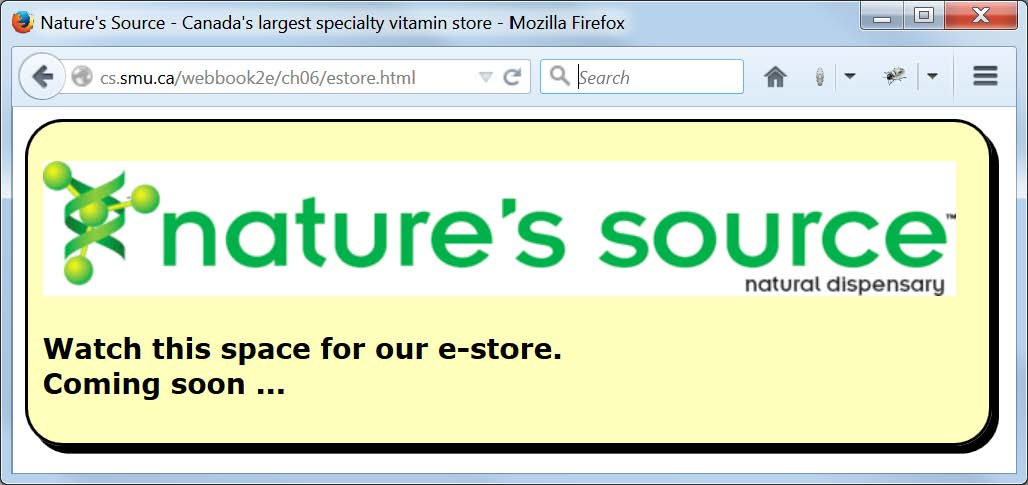 Nature's Source - Canada's largest specialty vitamin store - Mozilla Firefox
cs.smu.ca/webbook2e/ch06/estore.html
Search
nature's source™
natural dispensary
Watch this space for our e-store.
Coming soon ...